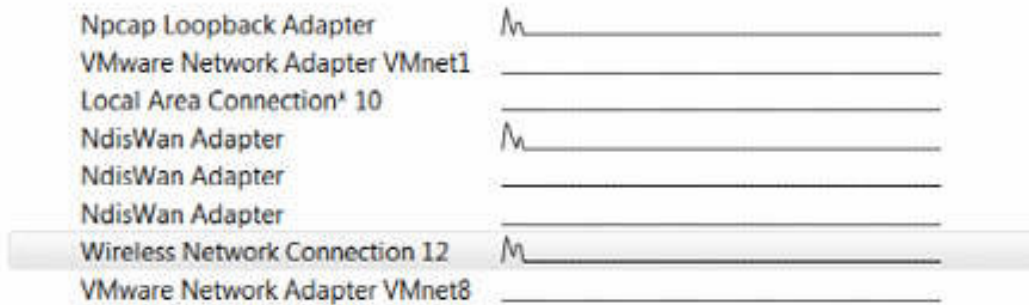 Npcap Loopback Adapter
VMware Network Adapter VMnet1
Local Area Connection* 10
NdisWan Adapter
NdisWan Adapter
NdisWan Adapter
Wireless Network Connection 12
VMware Network Adapter VMnet8